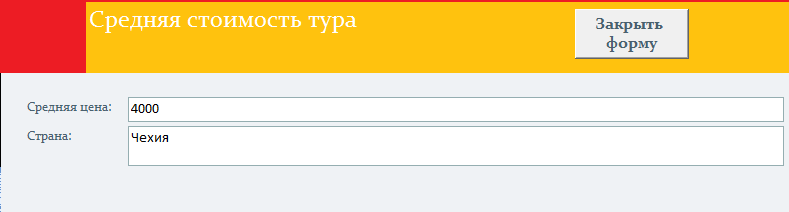 Средняя стоимость тура
Закрыть
форму
Средняя цена:
4000
Страна:
Чехия